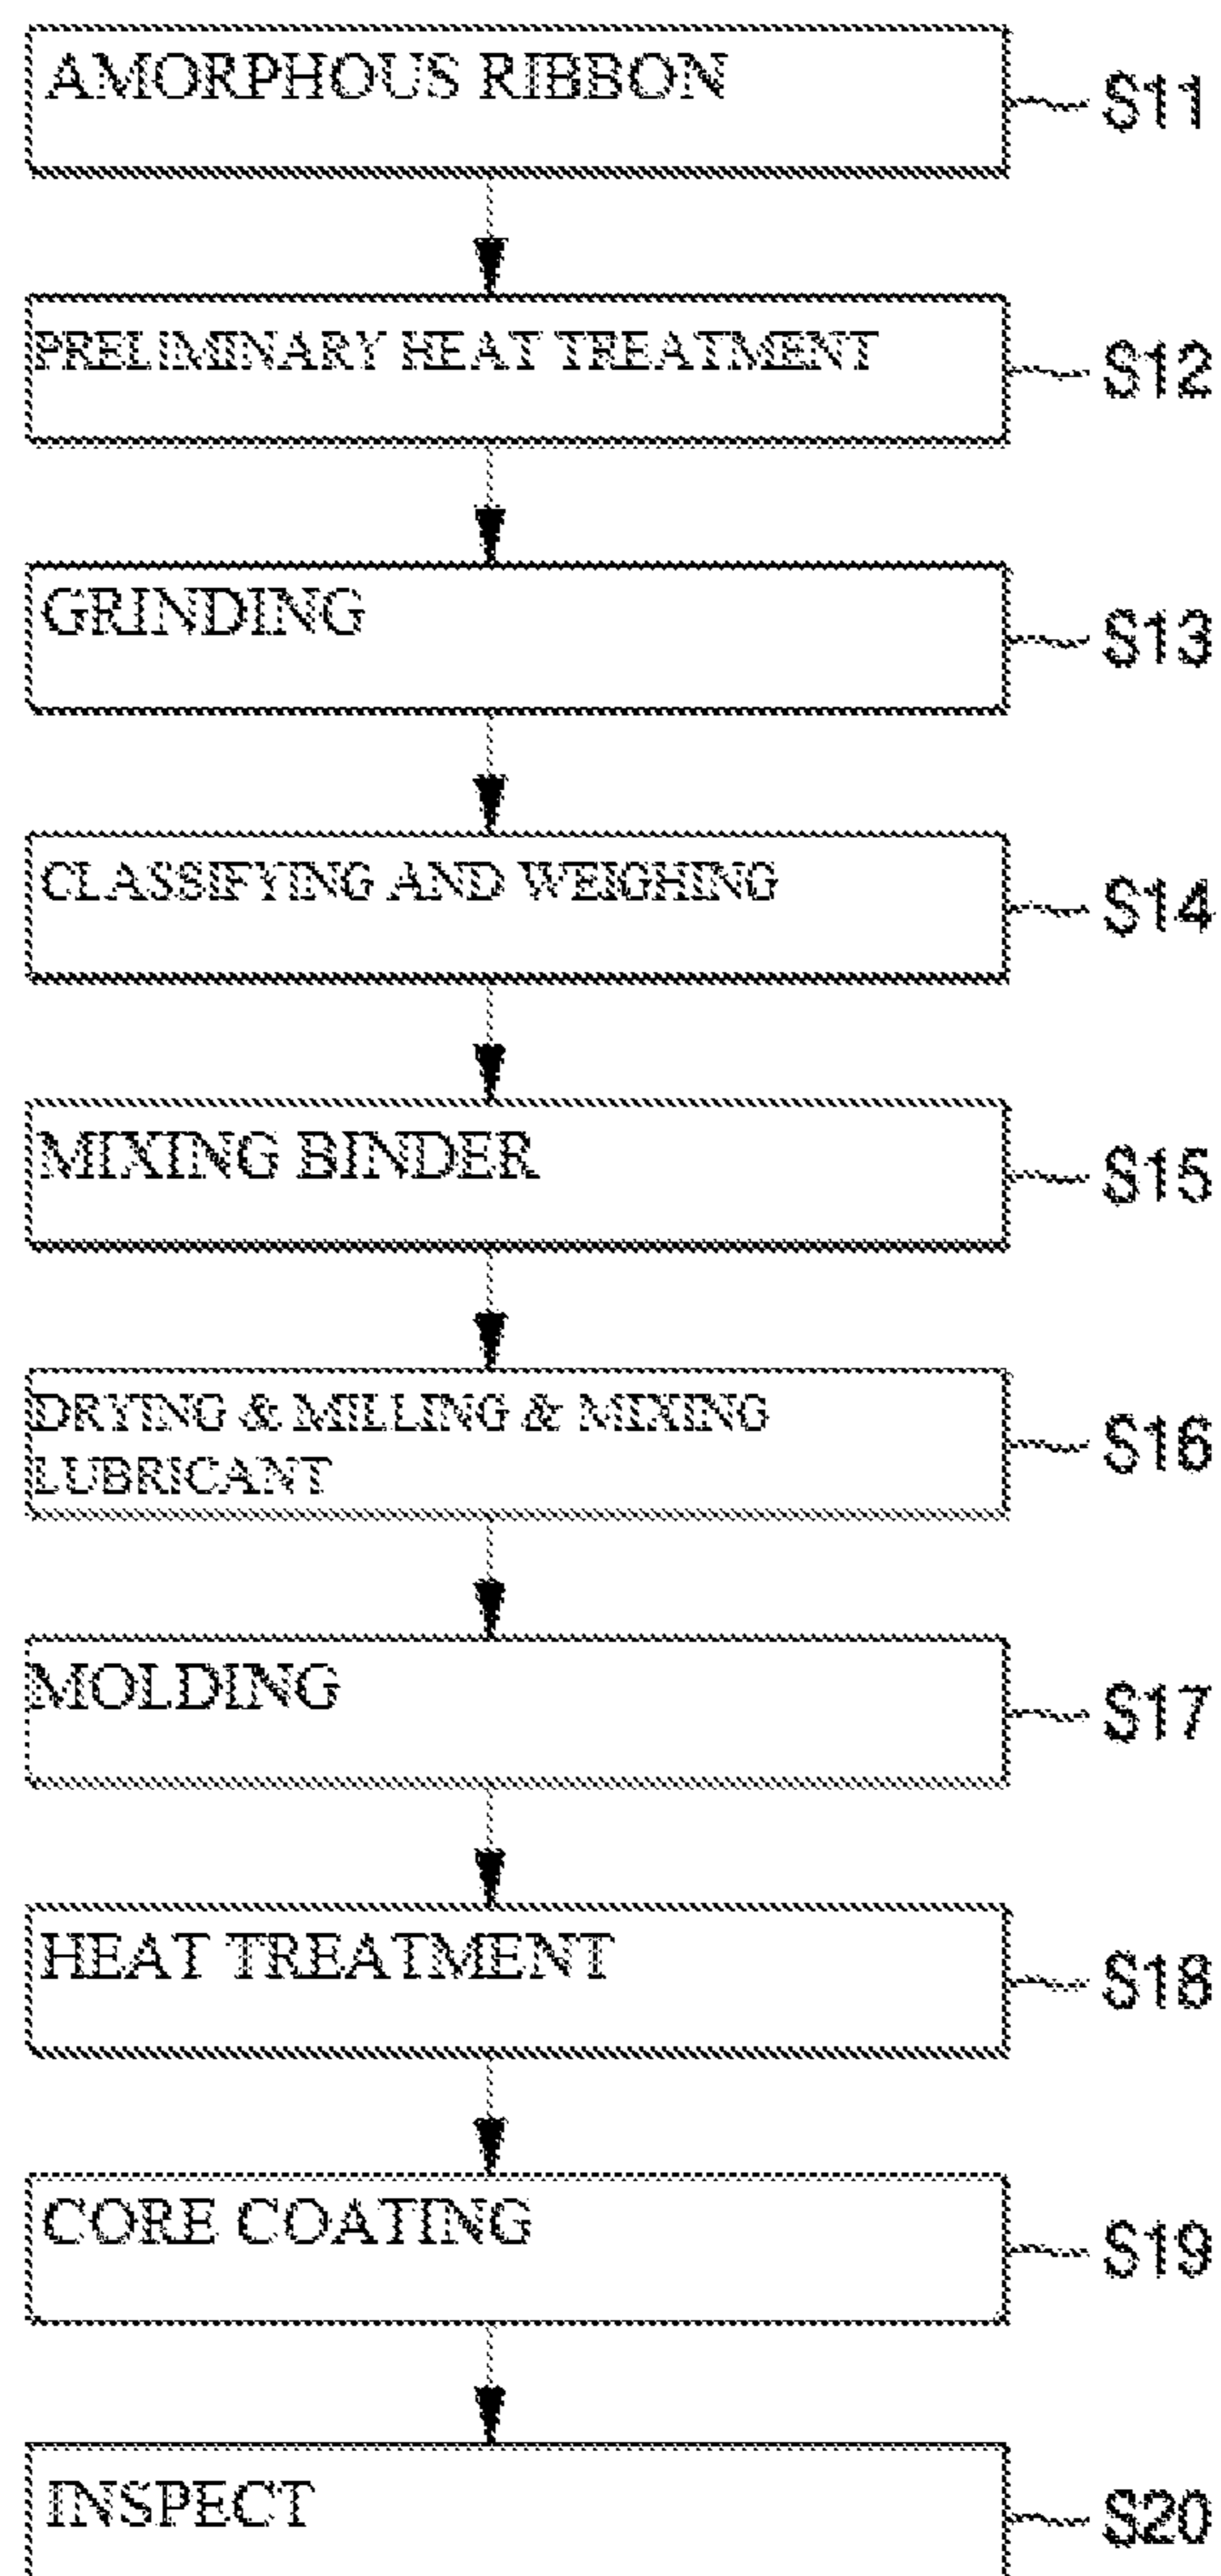 AMORPHOUS RIBBON
S11
PRELIMINARY HEAT TREATMENT
S12
GRINDING
S13
CLASSIFYING AND WEIGHING
S14
MIXING BINDER
S15
DRYING & MILLING & MIXING
LUBRICANT
S16
MOLDING
S17
HEAT TREATMENT
S18
CORE COATING
S19
INSPECT
S20